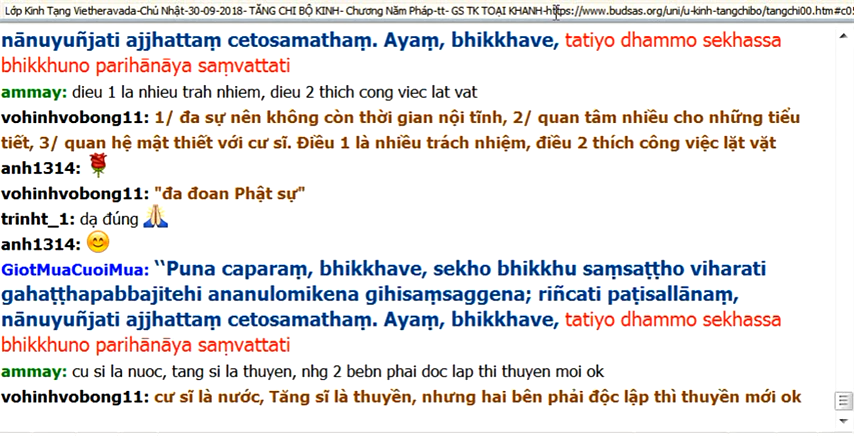 Lớp Kinh Tạng Vietheravada-Chủ Nhật-30-09-2018- TĂNG CHI BỘ KINH- Chương Năm Pháp-tt- GS TK TOẠI KHANH-https://www.budsas.org/uni/u-kinh-tangchibo/tangchi00.htm#c05
nānuyuñjati ajjhattaṃ cetosamathaṃ. Ayaṃ, bhikkhave, tatiyo dhammo sekhassa
bhikkhuno parihānāya saṃvattati
ammay: dieu 1 la nhieu trah nhiem, dieu 2 thich cong viec lat vat
vohinhvobong11: 1/ đa sự nên không còn thời gian nội tĩnh, 2/ quan tâm nhiều cho những tiểu
tiết, 3/ quan hệ mật thiết với cư sĩ. Điều 1 là nhiều trách nhiệm, điều 2 thích công việc lặt vặt
anh1314:
vohinhvobong11: "đa đoan Phật sự"
trinht_1: dạ đúng
anh1314:
GiotMuaCuoiMua: ‘‘Puna caparaṃ, bhikkhave, sekho bhikkhu saṃsaṭṭho viharati
gahaṭṭhapabbajitehi ananulomikena gihisaṃsaggena; riñcati paṭisallānaṃ,
nānuyuñjati ajjhattaṃ cetosamathaṃ. Ayaṃ, bhikkhave, tatiyo dhammo sekhassa
bhikkhuno parihānāya saṃvattati
ammay: cu si la nuoc, tang si la thuyen, nhg 2 bebn phai doc lap thi thuyen moi ok
vohinhvobong11: cư sĩ là nước, Tăng sĩ là thuyền, nhưng hai bên phải độc lập thì thuyền mới ok